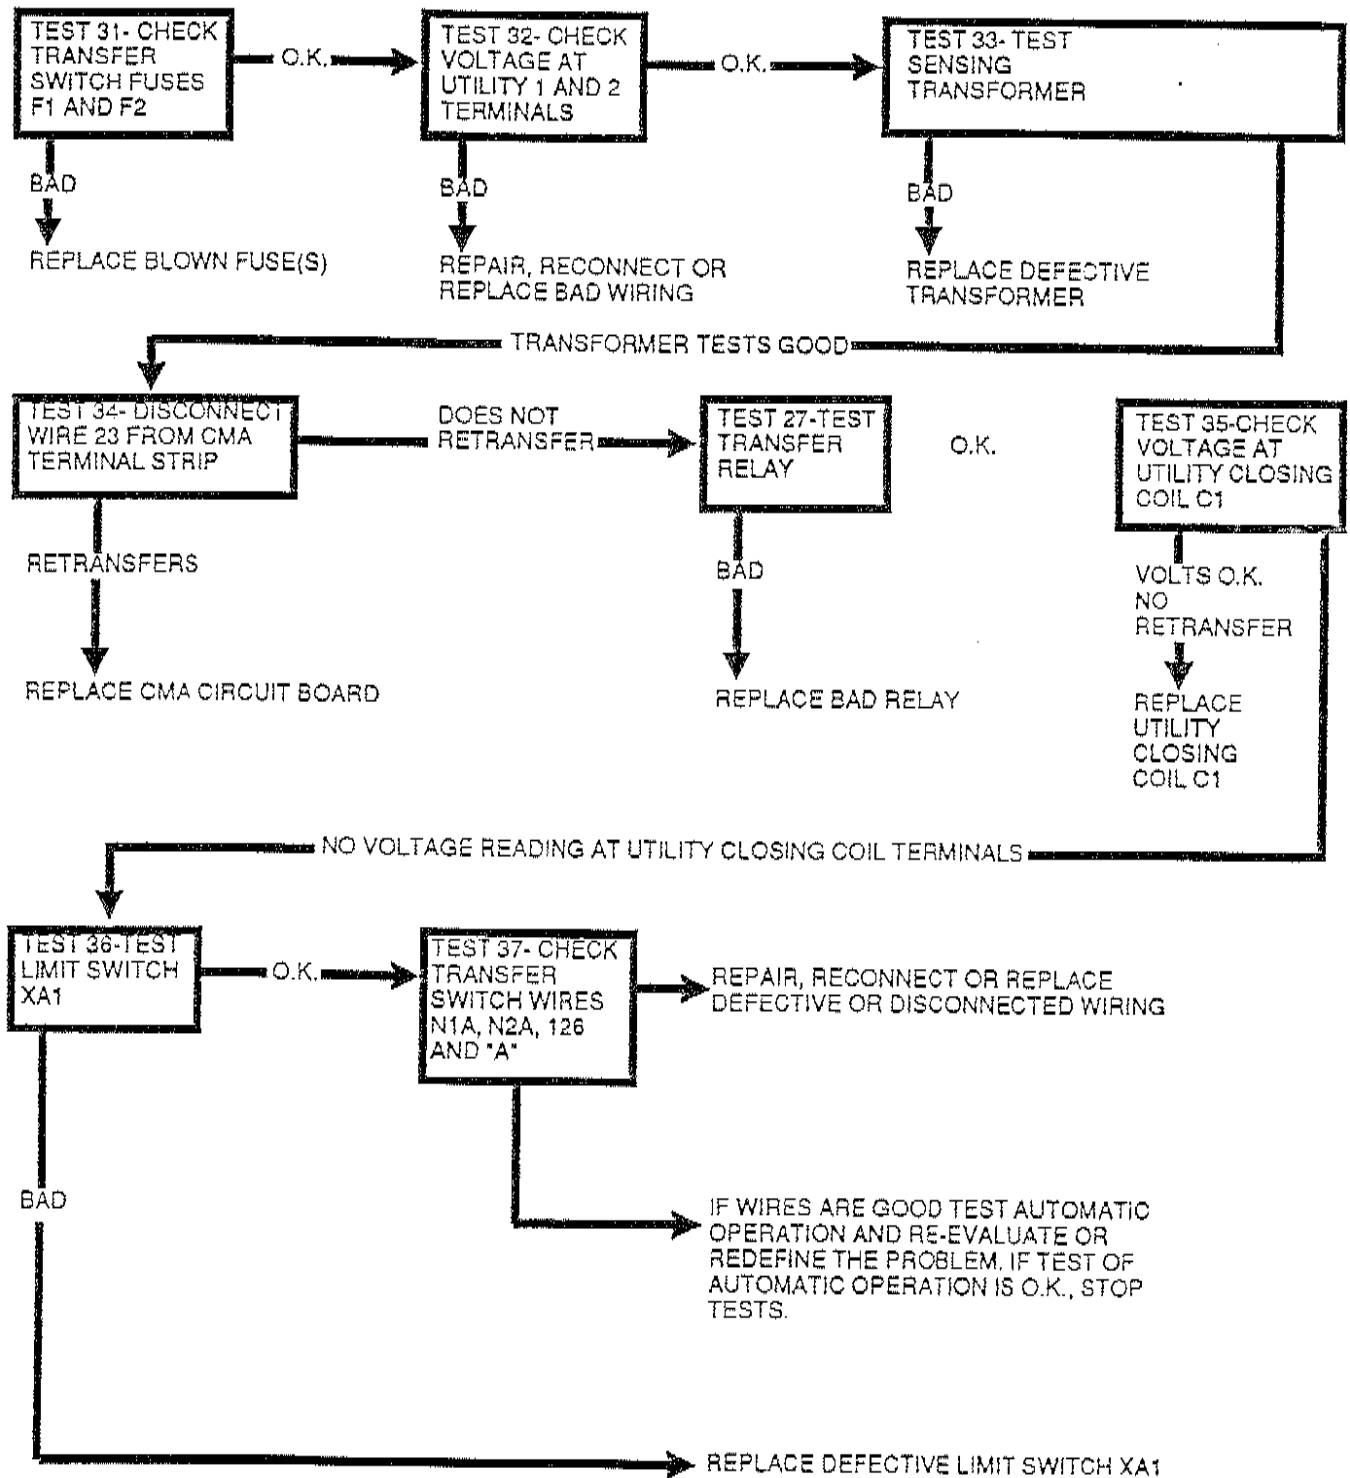 TEST 31- CHECK
TRANSFER
SWITCH FUSES
F1 AND F2
O.K.
TEST 32- CHECK
VOLTAGE AT
UTILITY 1 AND 2
TERMINALS
O.K.
TEST 33- TEST
SENSING
TRANSFORMER
BAD
REPLACE BLOWN FUSE(S)
BAD
REPAIR, RECONNECT OR
REPLACE BAD WIRING
BAD
REPLACE DEFECTIVE
TRANSFORMER
TRANSFORMER TESTS GOOD
TEST 34- DISCONNECT
WIRE 23 FROM CMA
TERMINAL STRIP
DOES NOT
RETRANSFER
TEST 27-TEST
TRANSFER
RELAY
O.K.
TEST 35-CHECK
VOLTAGE AT
UTILITY CLOSING
COIL C1
RETRANSFERS
REPLACE CMA CIRCUIT BOARD
BAD
REPLACE BAD RELAY
VOLTS O.K.
NO
RETRANSFER
REPLACE
UTILITY
CLOSING
COIL C1
NO VOLTAGE READING AT UTILITY CLOSING COIL TERMINALS
TEST 36-TEST
LIMIT SWITCH
XA1
O.K.
TEST 37- CHECK
TRANSFER
SWITCH WIRES
N1A, N2A, 126
AND "A"
REPAIR, RECONNECT OR REPLACE
DEFECTIVE OR DISCONNECTED WIRING
BAD
IF WIRES ARE GOOD TEST AUTOMATIC
OPERATION AND RE-EVALUATE OR
REDEFINE THE PROBLEM. IF TEST OF
AUTOMATIC OPERATION IS O.K., STOP
TESTS.
REPLACE DEFECTIVE LIMIT SWITCH XA1